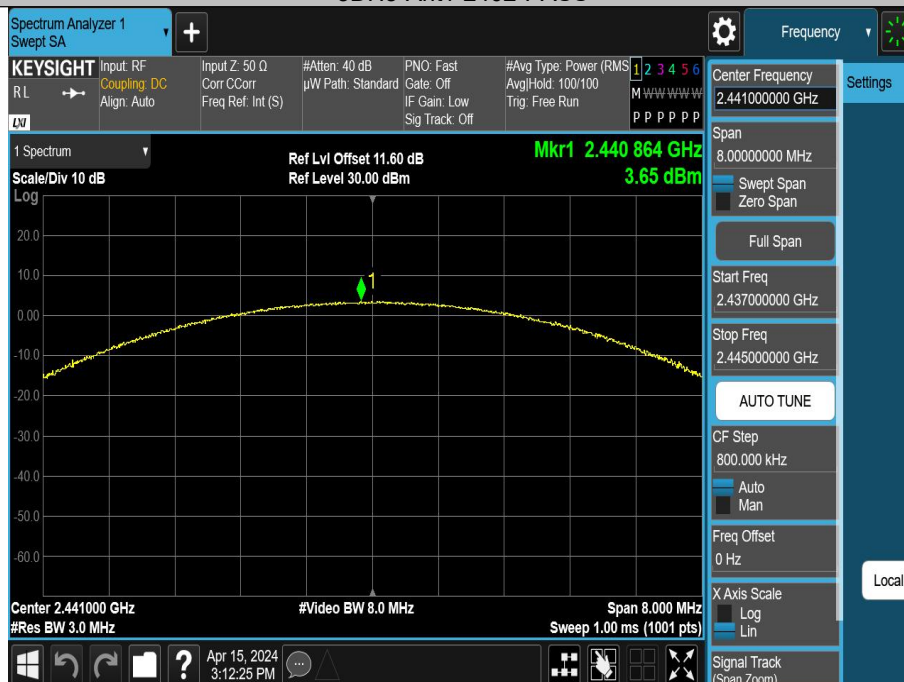 Spectrum Analyzer 1
Swept SA
+
Frequency
KEYSIGHT
RL
LXI
Input: RF
Coupling: DC
Align: Auto
Input Z: 50 Ω
Corr CCorr
Freq Ref: Int (S)
#Atten: 40 dB
µW Path: Standard
PNO: Fast
Gate: Off
IF Gain: Low
Sig Track: Off
#Avg Type: Power (RMS
Avg|Hold: 100/100
Trig: Free Run
1 2 3 4 5 6
M W W W W W
P P P P P P
Center Frequency
2.441000000 GHz
Settings
1 Spectrum
Scale/Div 10 dB
Log
Ref Lvl Offset 11.60 dB
Ref Level 30.00 dBm
Mkr1 2.440 864 GHz
3.65 dBm
Span
8.00000000 MHz
Swept Span
Zero Span
Full Span
Start Freq
2.437000000 GHz
Stop Freq
2.445000000 GHz
AUTO TUNE
CF Step
800.000 kHz
Auto
Man
Freq Offset
0 Hz
X Axis Scale
Log
Lin
Signal Track
(Span Zoom)
Local
20.0
10.0
1
0.00
-10.0
-20.0
-30.0
-40.0
-50.0
-60.0
Center 2.441000 GHz
#Res BW 3.0 MHz
#Video BW 8.0 MHz
Span 8.000 MHz
Sweep 1.00 ms (1001 pts)
?
Apr 15, 2024
3:12:25 PM